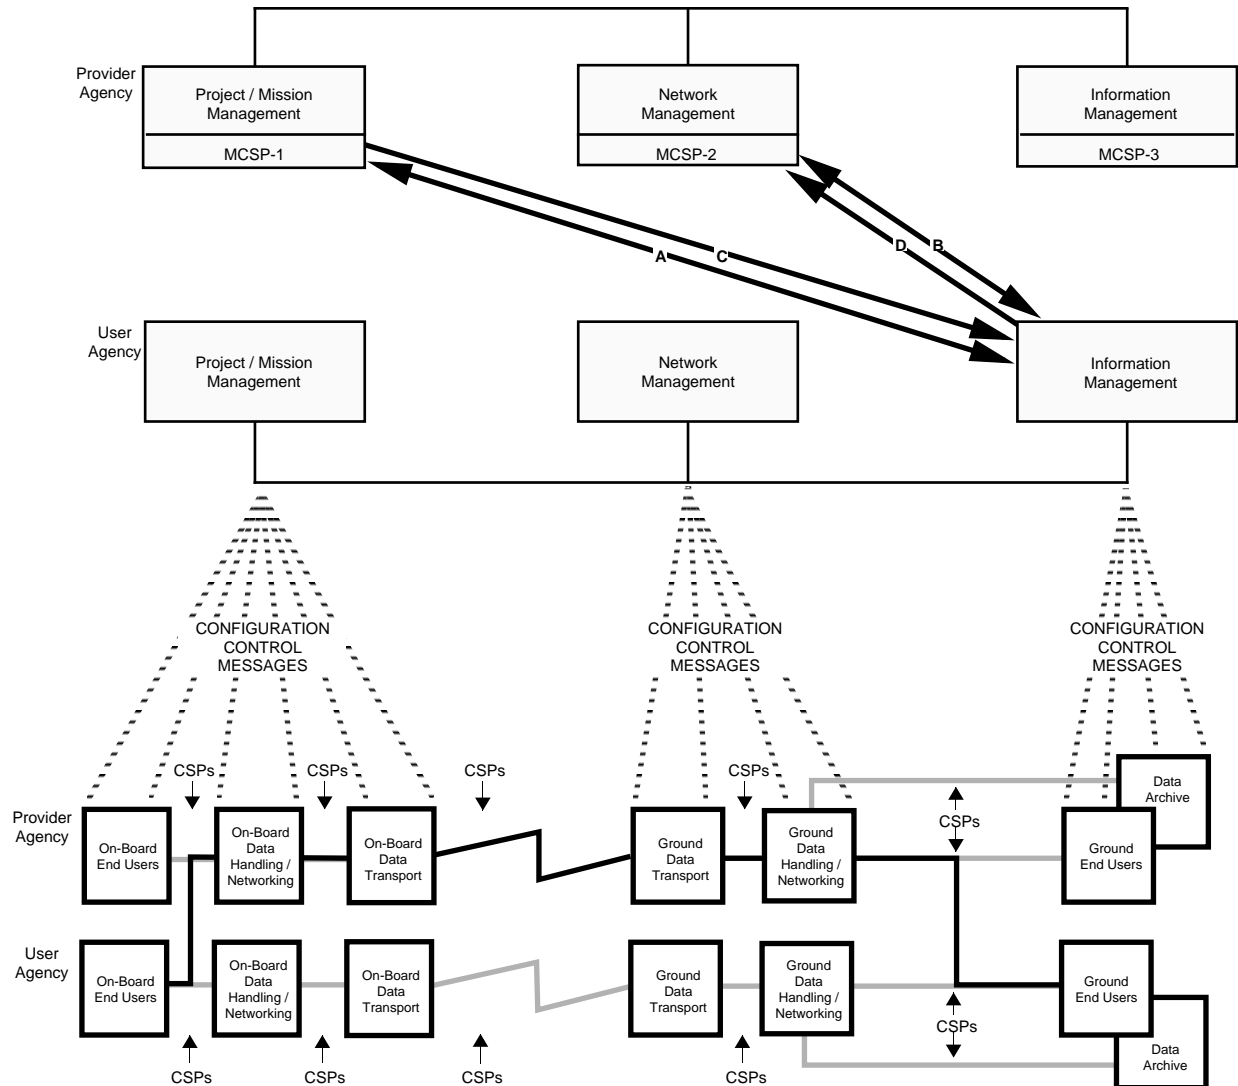 Provider
Agency
Project / Mission
Management
MCSP-1
Network
Management
MCSP-2
Information
Management
MCSP-3
A
C
D
B
User
Agency
Project / Mission
Management
Network
Management
Information
Management
CONFIGURATION
CONTROL
MESSAGES
CONFIGURATION
CONTROL
MESSAGES
CONFIGURATION
CONTROL
MESSAGES
CSPs
CSPs
CSPs
CSPs
CSPs
Provider
Agency
On-Board
End Users
On-Board
Data
Handling /
Networking
On-Board
Data
Transport
Ground
Data
Transport
Ground
Data
Handling /
Networking
Data
Archive
Ground
End Users
User
Agency
On-Board
End Users
On-Board
Data
Handling /
Networking
On-Board
Data
Transport
Ground
Data
Transport
Ground
Data
Handling /
Networking
Ground
End Users
Data
Archive
CSPs
CSPs
CSPs
CSPs
CSPs